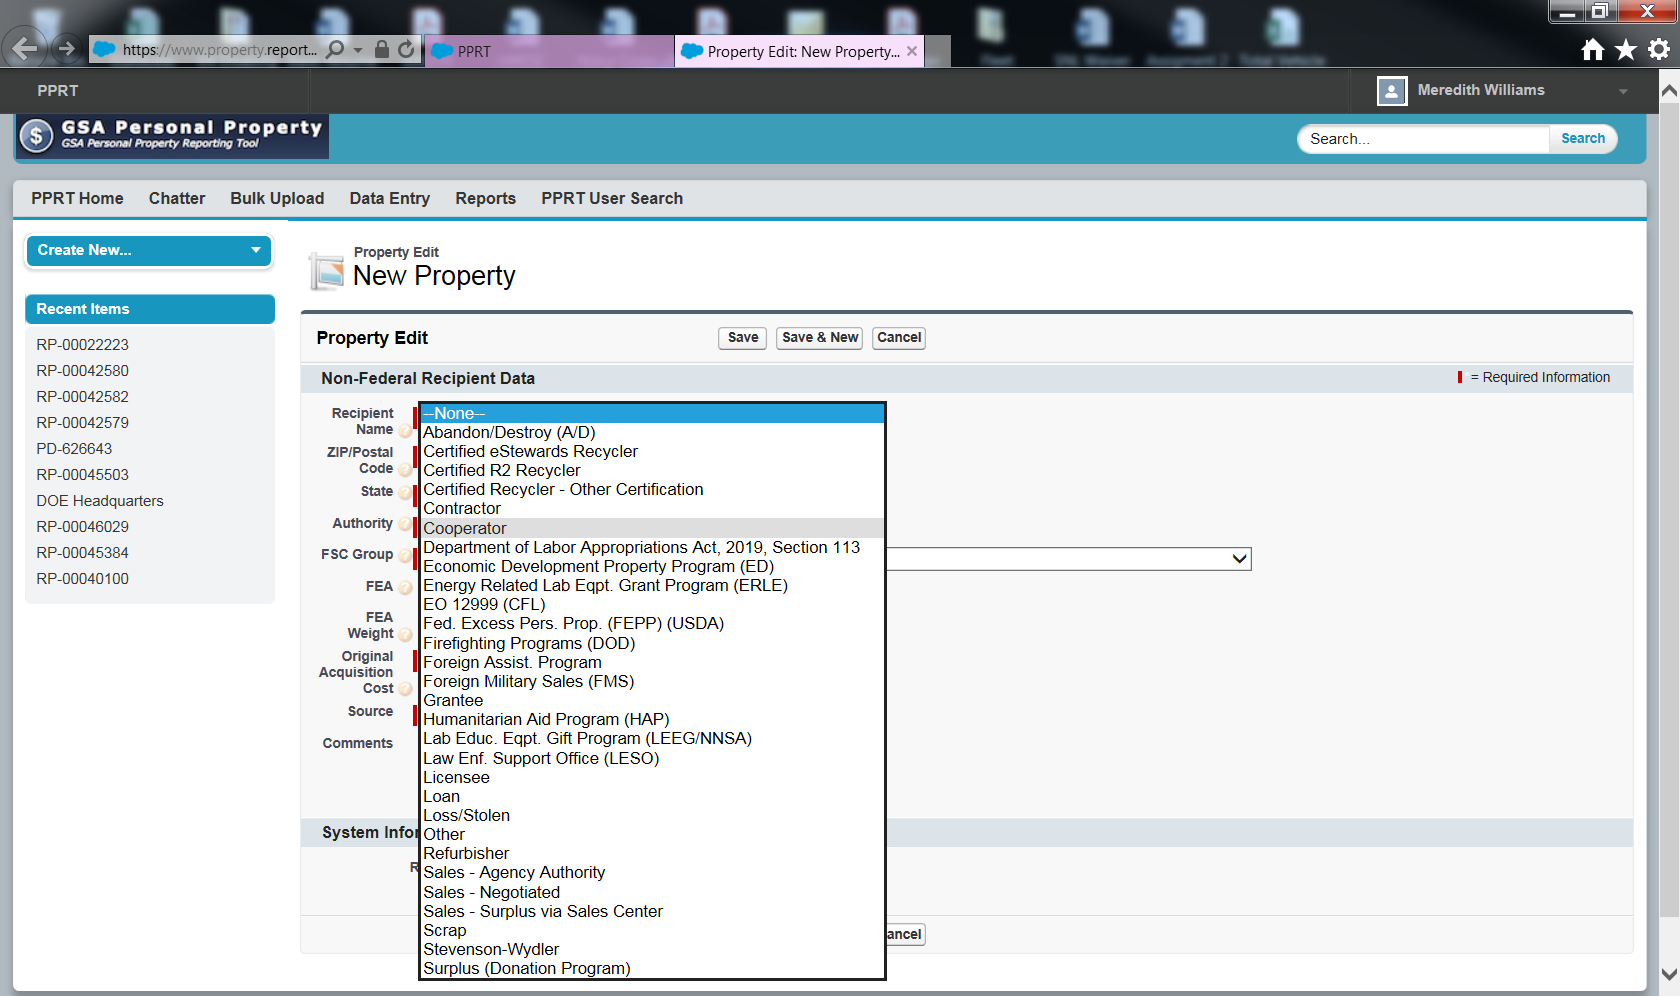 https://www.property.report...
PPRT
Property Edit: New Property...
PPRT
Meredith Williams
GSA Personal Property
GSA Personal Property Reporting Tool
Search...
Search
PPRT Home
Chatter
Bulk Upload
Data Entry
Reports
PPRT User Search
Create New...
Recent Items
RP-00022223
RP-00042580
RP-00042582
RP-00042579
PD-626643
RP-00045503
DOE Headquarters
RP-00046029
RP-00045384
RP-00040100
Property Edit
New Property
Property Edit
Save
Save & New
Cancel
Non-Federal Recipient Data
= Required Information
Recipient
Name
ZIP/Postal
Code
State
Authority
FSC Group
FEA
FEA
Weight
Original
Acquisition
Cost
Source
Comments
--None--
Abandon/Destroy (A/D)
Certified eStewards Recycler
Certified R2 Recycler
Certified Recycler - Other Certification
Contractor
Cooperator
Department of Labor Appropriations Act, 2019, Section 113
Economic Development Property Program (ED)
Energy Related Lab Eqpt. Grant Program (ERLE)
EO 12999 (CFL)
Fed. Excess Pers. Prop. (FEPP) (USDA)
Firefighting Programs (DOD)
Foreign Assist. Program
Foreign Military Sales (FMS)
Grantee
Humanitarian Aid Program (HAP)
Lab Educ. Eqpt. Gift Program (LEEG/NNSA)
Law Enf. Support Office (LESO)
Licensee
Loan
Loss/Stolen
Other
Refurbisher
Sales - Agency Authority
Sales - Negotiated
Sales - Surplus via Sales Center
Scrap
Stevenson-Wydler
Surplus (Donation Program)
System Infor
R
ancel